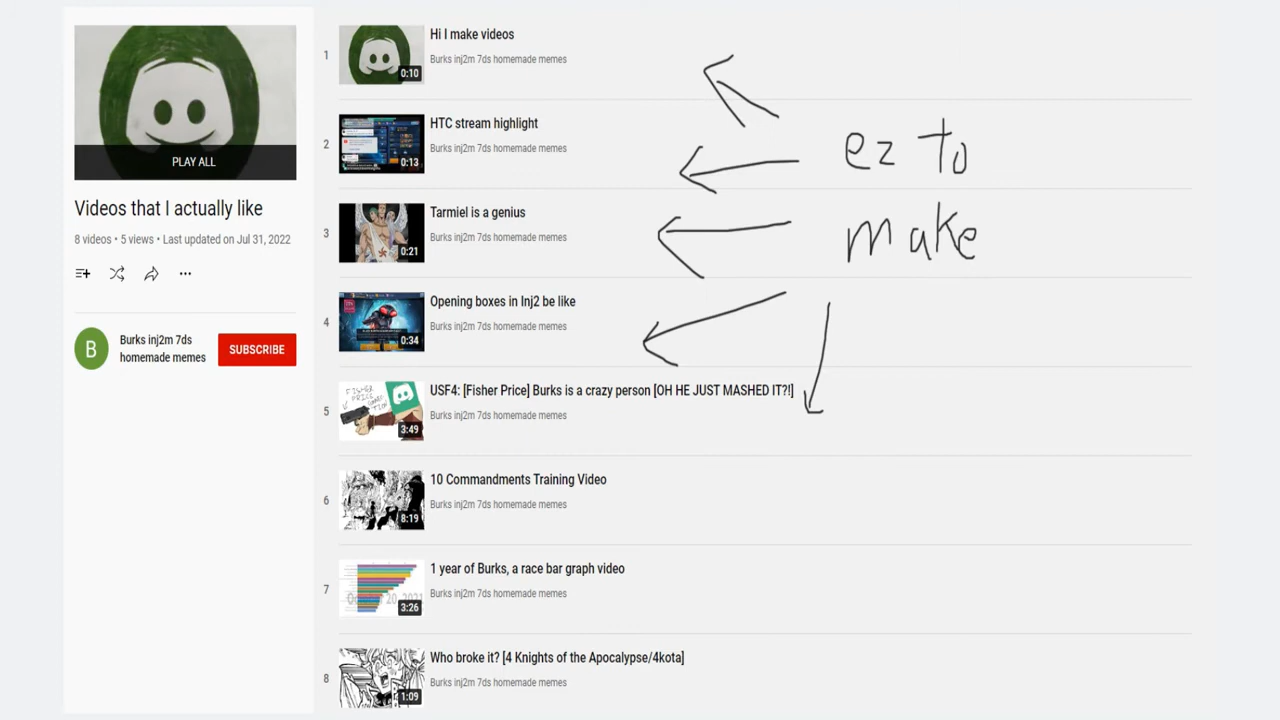 PLAY ALL
Videos that I actually like
8 videos • 5 views • Last updated on Jul 31, 2022
B
Burks inj2m 7ds
homemade memes
SUBSCRIBE
1
0:10
Hi I make videos
Burks inj2m 7ds homemade memes
2
0:13
HTC stream highlight
Burks inj2m 7ds homemade memes
3
0:21
Tarmiel is a genius
Burks inj2m 7ds homemade memes
4
0:34
Opening boxes in Inj2 be like
Burks inj2m 7ds homemade memes
5
FISHER
PRICE
3:49
USF4: [Fisher Price] Burks is a crazy person [OH HE JUST MASHED IT?!]
Burks inj2m 7ds homemade memes
6
8:19
10 Commandments Training Video
Burks inj2m 7ds homemade memes
7
3:26
1 year of Burks, a race bar graph video
Burks inj2m 7ds homemade memes
8
1:09
Who broke it? [4 Knights of the Apocalypse/4kota]
Burks inj2m 7ds homemade memes
ez to
make